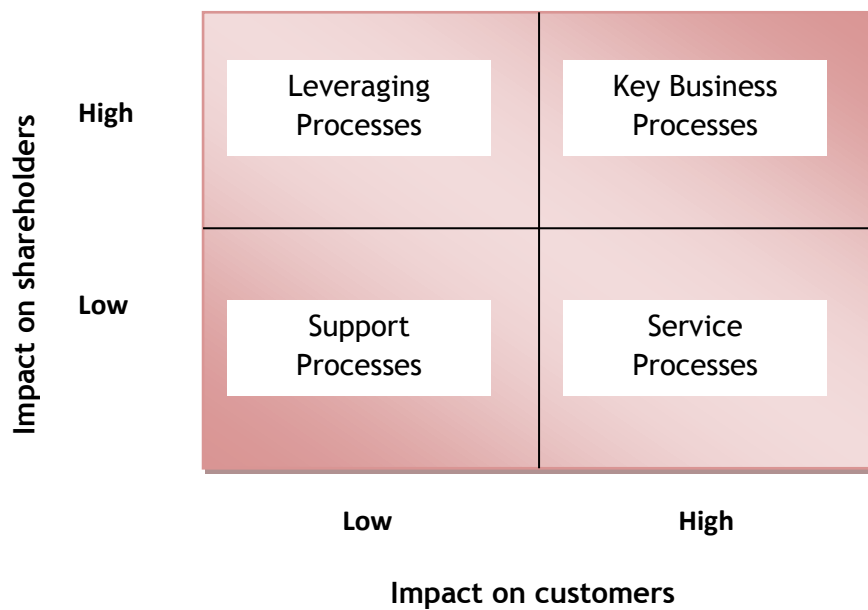 Impact on shareholders
High
Leveraging
Processes
Key Business
Processes
Low
Support
Processes
Service
Processes
Low
High
Impact on customers